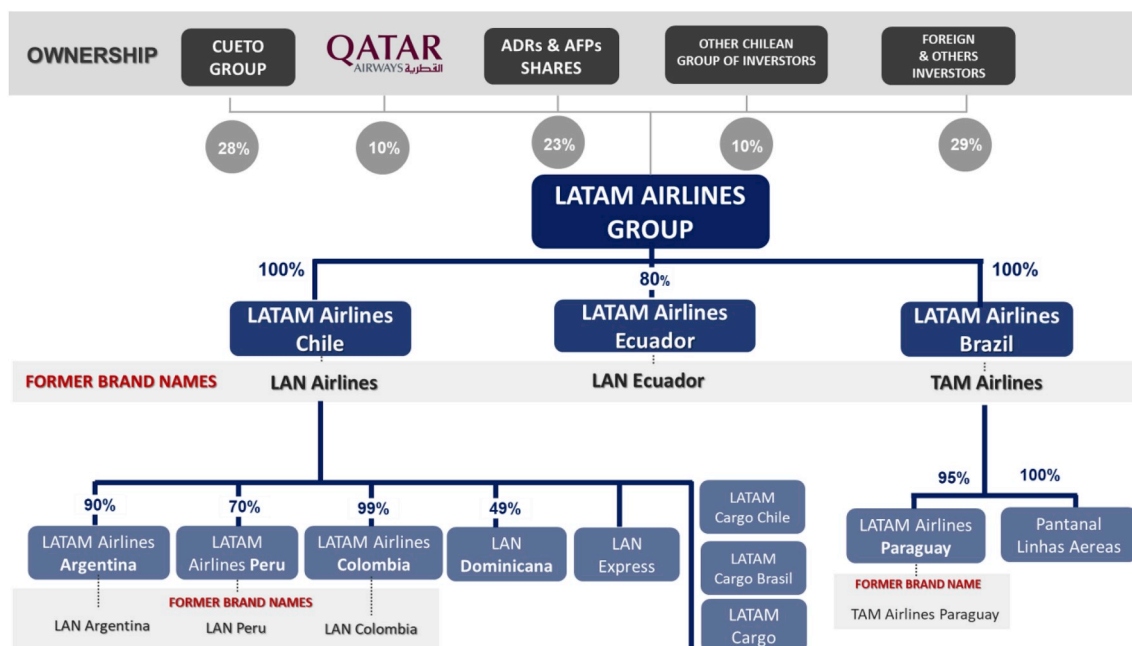 OWNERSHIP
CUETO
GROUP
QATAR
AIRWAYS القطرية
ADRs & AFPs
SHARES
OTHER CHILEAN
GROUP OF INVERSTORS
FOREIGN
& OTHERS
INVERSTORS
28%
10%
23%
10%
29%
LATAM AIRLINES
GROUP
100%
80%
100%
LATAM Airlines
Chile
LATAM Airlines
Ecuador
LATAM Airlines
Brazil
FORMER BRAND NAMES
LAN Airlines
LAN Ecuador
TAM Airlines
90%
70%
99%
49%
95%
100%
LATAM Airlines
Argentina
LATAM
Airlines Peru
LATAM Airlines
Colombia
LAN
Dominicana
LAN
Express
LATAM
Cargo Chile
LATAM
Cargo Brasil
LATAM
Cargo
LATAM Airlines
Paraguay
Pantanal
Linhas Aereas
FORMER BRAND NAMES
LAN Argentina
LAN Peru
LAN Colombia
FORMER BRAND NAME
TAM Airlines Paraguay